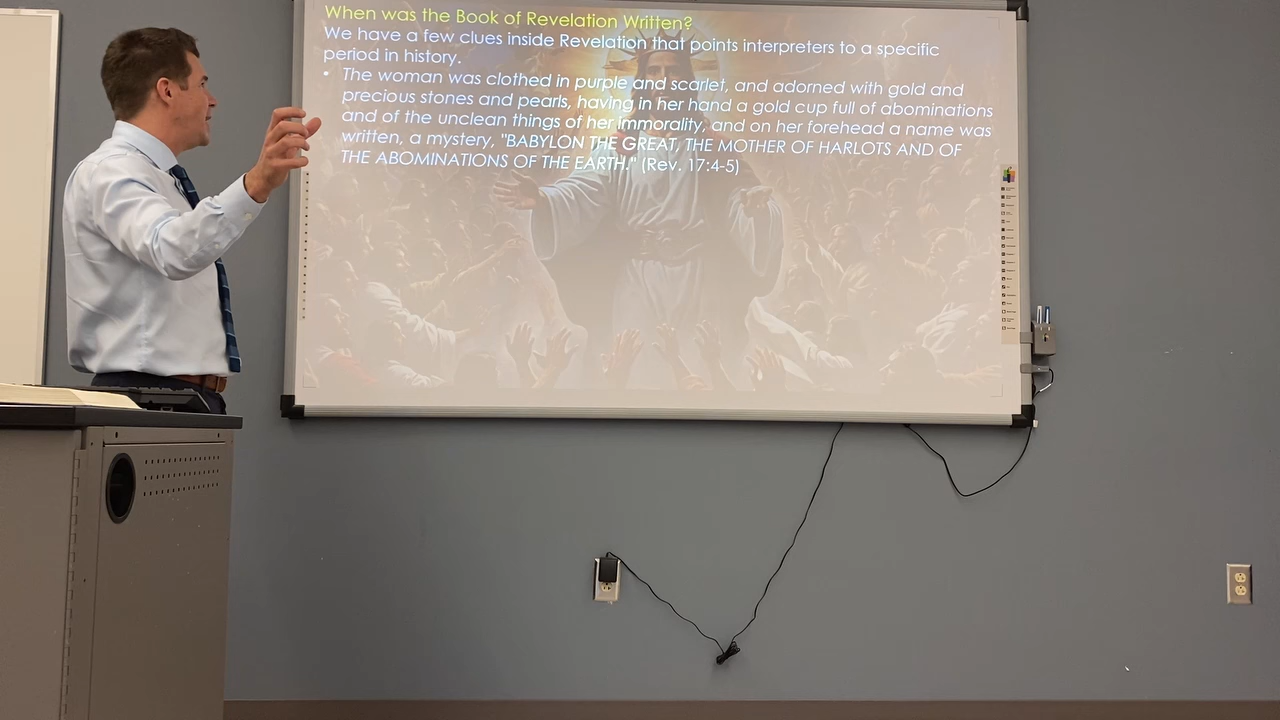 When was the Book of Revelation Written?
We have a few clues inside Revelation that points interpreters to a specific
period in history.
• The woman was clothed in purple and scarlet, and adorned with gold and
precious stones and pearls, having in her hand a gold cup full of abominations
and of the unclean things of her immorality, and on her forehead a name was
written, a mystery, "BABYLON THE GREAT, THE MOTHER OF HARLOTS AND OF
THE ABOMINATIONS OF THE EARTH." (Rev. 17:4-5)